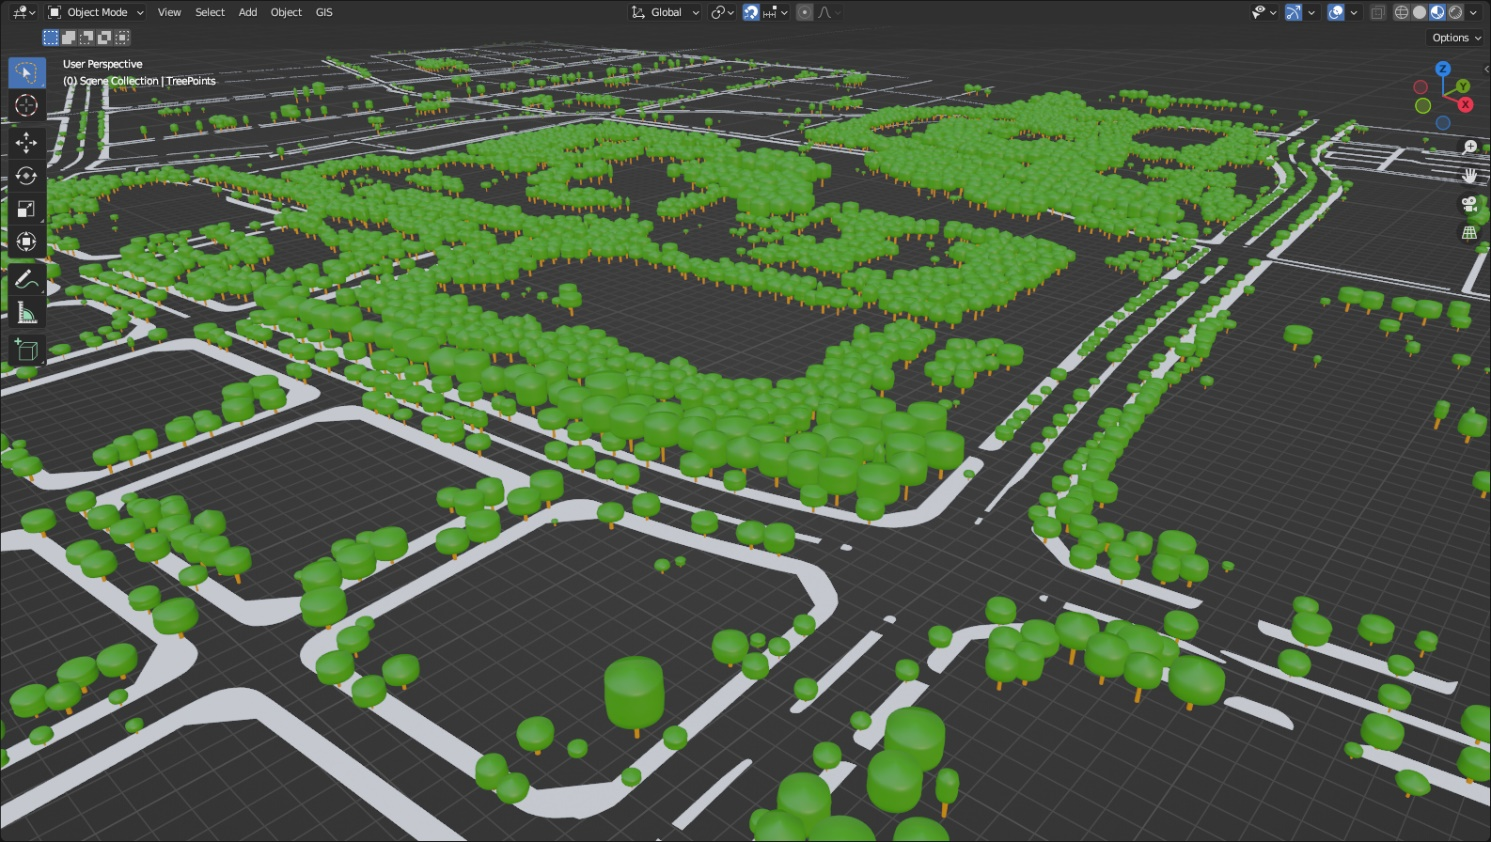 Object Mode View Select Add Object GIS Global
Options
User Perspective
(0) Scene Collection | TreePoints
Z
Y
X